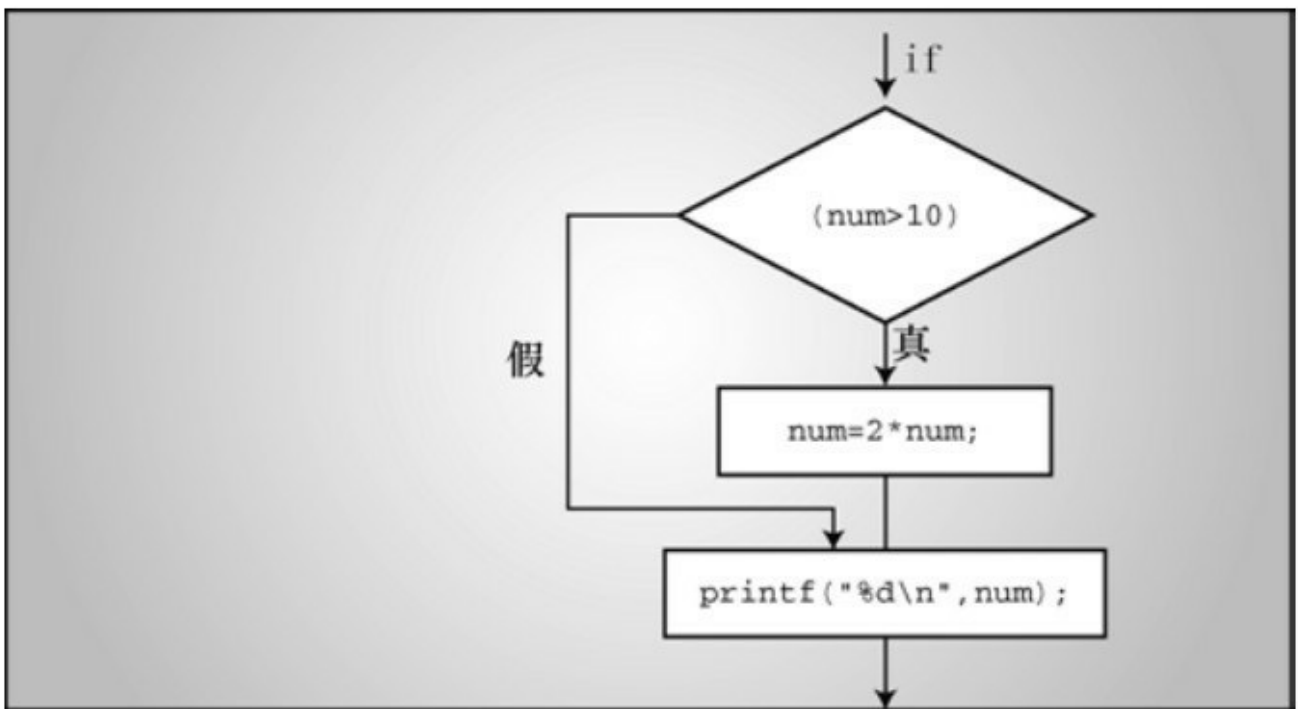 if
(num>10)
真
假
num=2*num;
printf("%d\n",num);